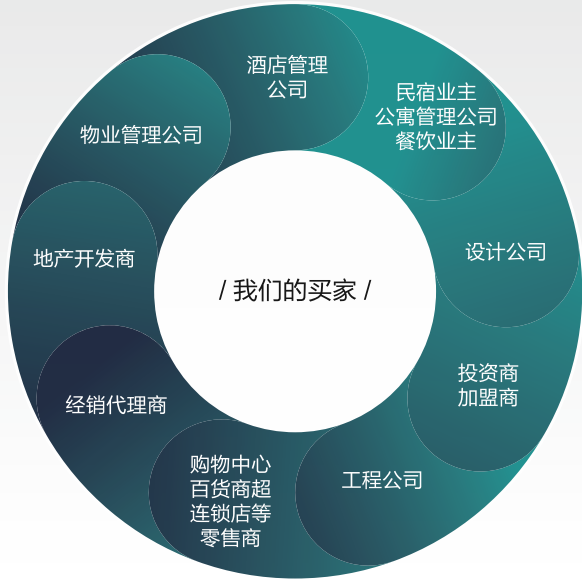 酒店管理
公司
民宿业主
公寓管理公司
餐饮业主
设计公司
投资商
加盟商
工程公司
购物中心
百货商超
连锁店等
零售商
经销代理商
地产开发商
物业管理公司
/ 我们的买家 /